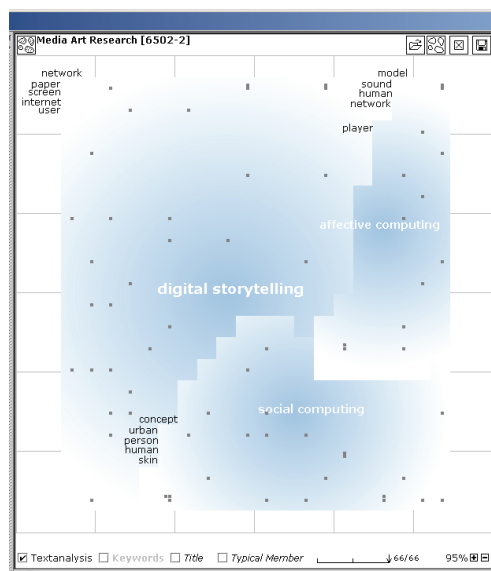 Media Art Research [6502-2]
network
paper
screen
internet
user
model
sound
human
network
player
affective computing
digital storytelling
social computing
concept
urban
person
human
skin
Textanalysis Keywords Title Typical Member 66/66 95%